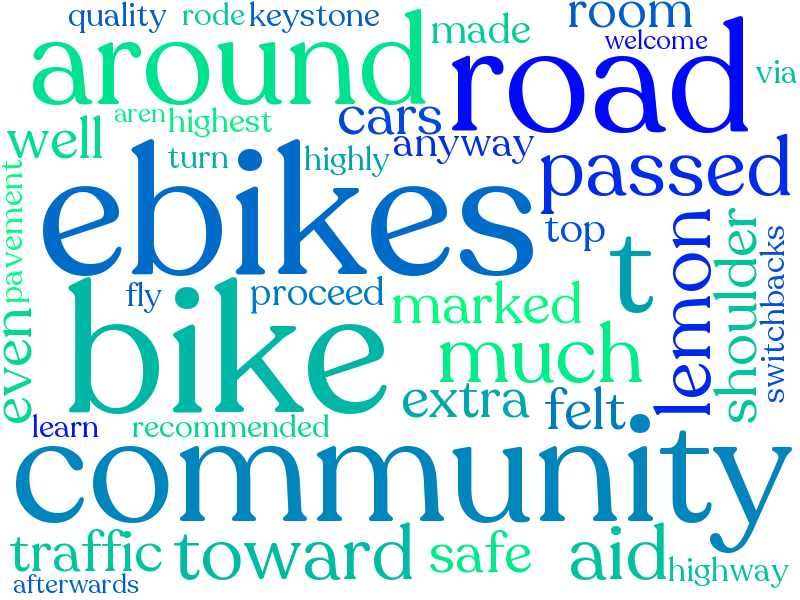 quality
rode
keystone
room
made
welcome
around
road
via
aren
highest
cars
well
turn
highly
anyway
passed
ebikes
pavement
top
t
lemon
shoulder
switchbacks
fly
proceed
bike
marked
even
much
extra
felt
learn
recommended
community
traffic
toward
safe
aid
highway
afterwards